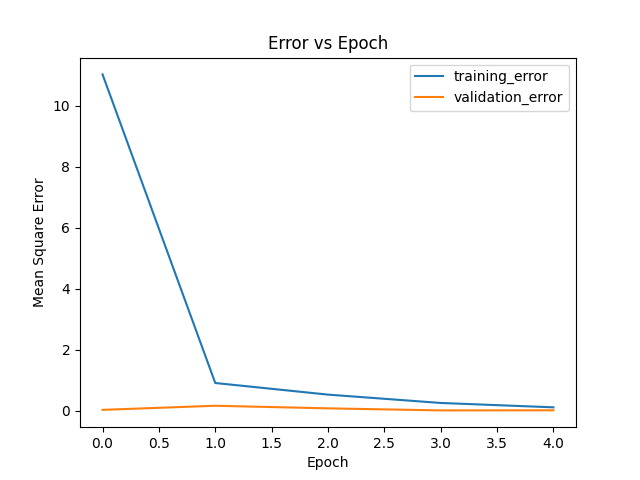 Error vs Epoch
training_error
validation_error
10
8
6
4
2
0
Mean Square Error
0.0 0.5 1.0 1.5 2.0 2.5 3.0 3.5 4.0
Epoch